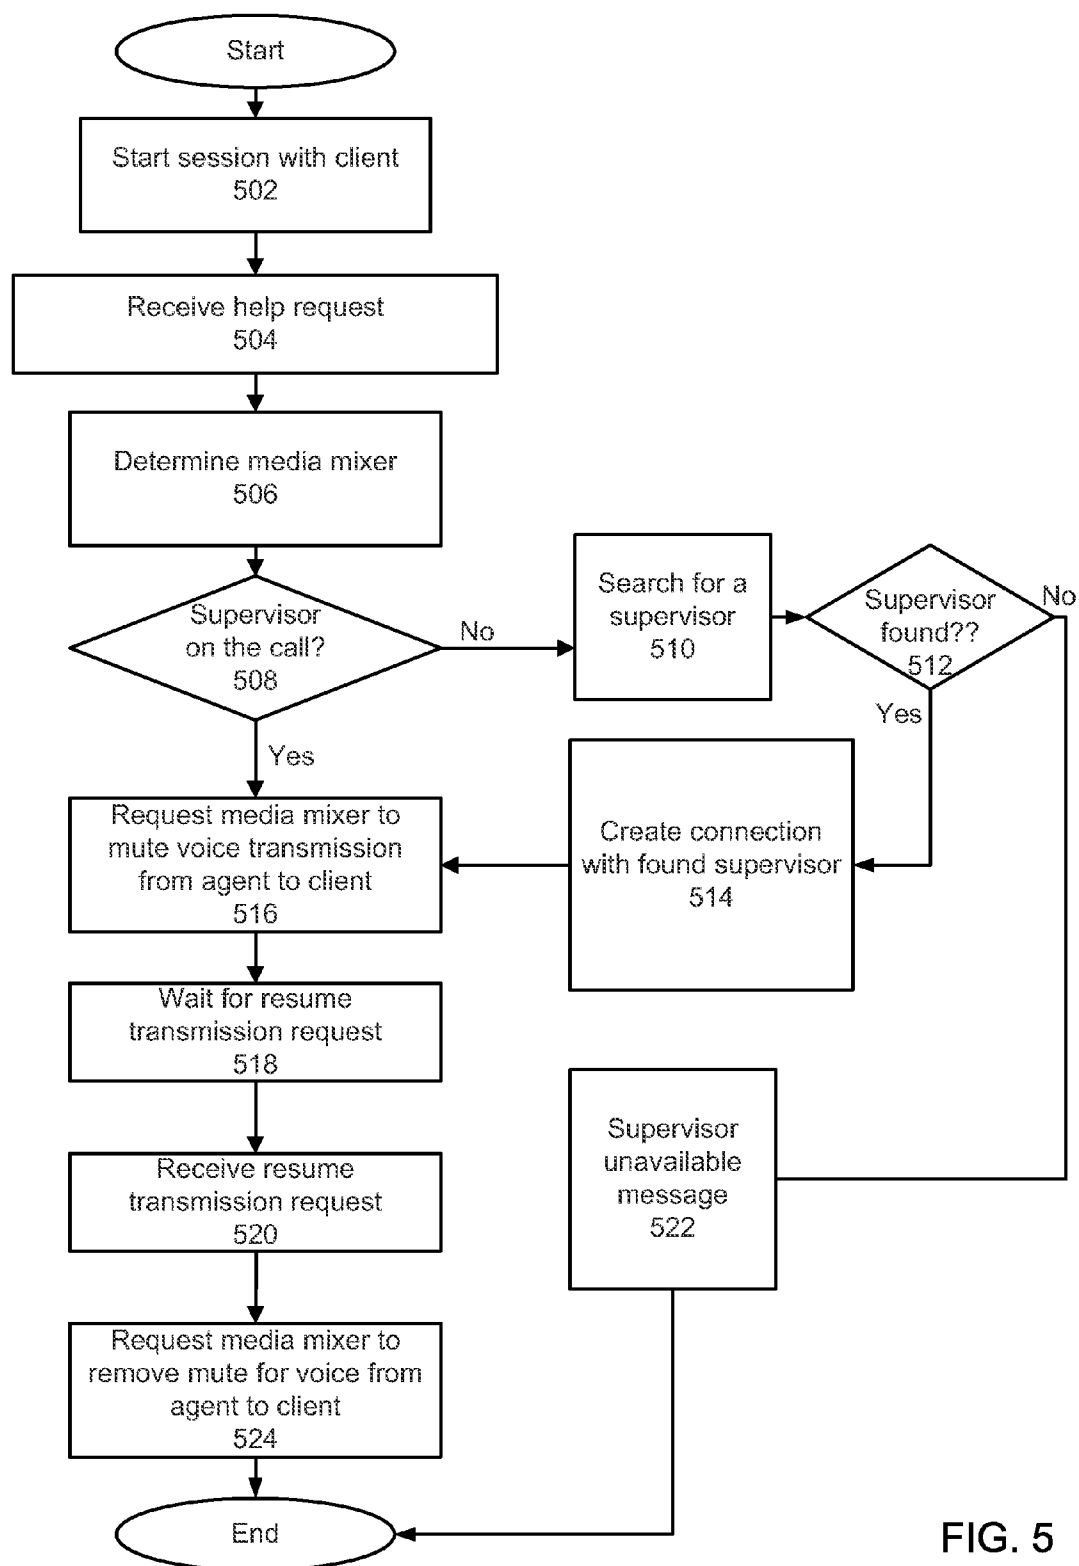 Start
Start session with client
502
Receive help request
504
Determine media mixer
506
Supervisor
on the call?
508
No
Yes
Search for a
supervisor
510
Supervisor
found??
512
No
Yes
Create connection
with found supervisor
514
Request media mixer to
mute voice transmission
from agent to client
516
Wait for resume
transmission request
518
Receive resume
transmission request
520
Supervisor
unavailable
message
522
Request media mixer to
remove mute for voice from
agent to client
524
End
FIG. 5